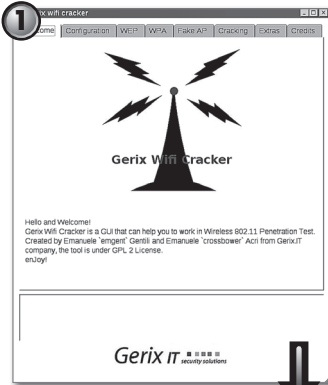 1
ix wifi cracker
ome Configuration WEP WPA Fake AP Cracking Extras Credits
Gerix Wifi Cracker
Hello and Welcome!
Gerix Wifi Cracker is a GUI that can help you to work in Wireless 802.11 Penetration Test.
Created by Emanuele `emgent` Gentili and Emanuele `crossbower` Acri from Gerix.IT
company, the tool is under GPL 2 License.
enJoy!
Gerix IT security solutions